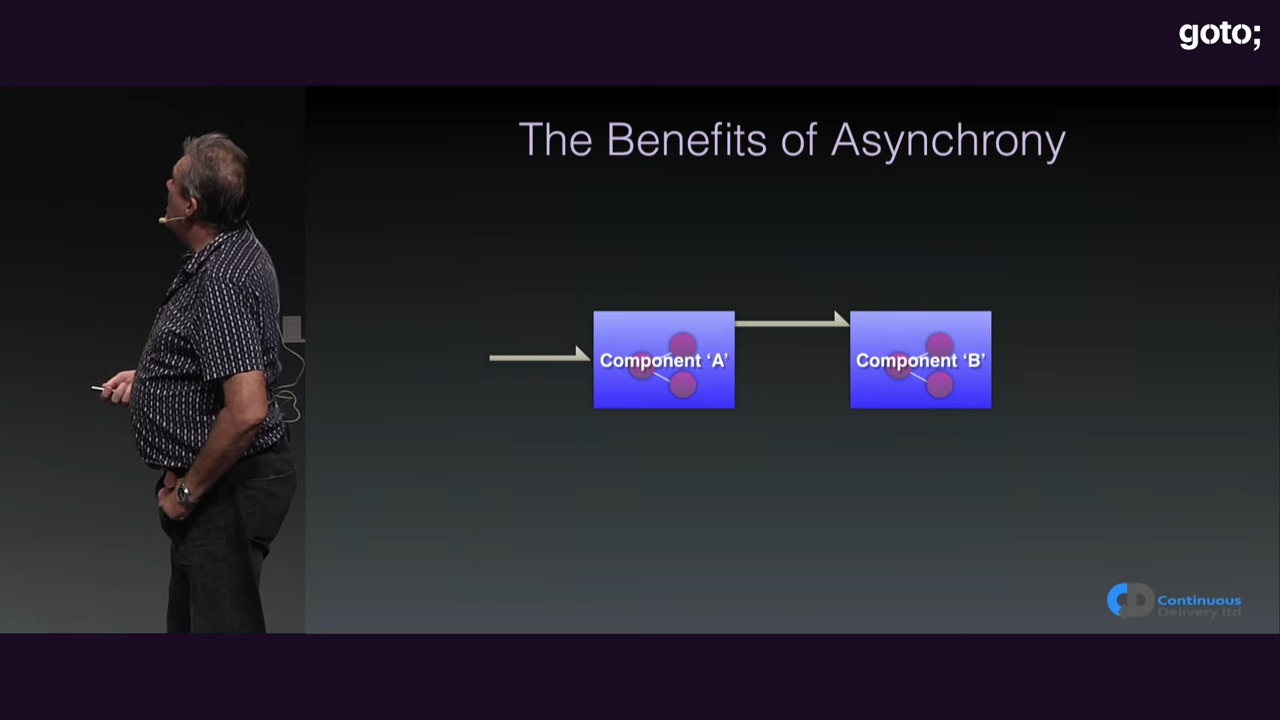 goto;
The Benefits of Asynchrony
Component ‘A’
Component ‘B’
Continuous
Delivery ltd